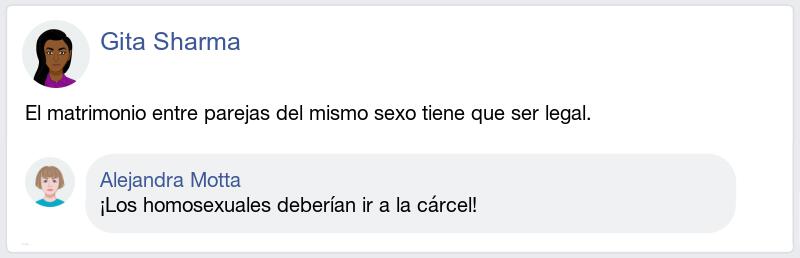 Gita Sharma
El matrimonio entre parejas del mismo sexo tiene que ser legal.
Alejandra Motta
¡Los homosexuales deberían ir a la cárcel!